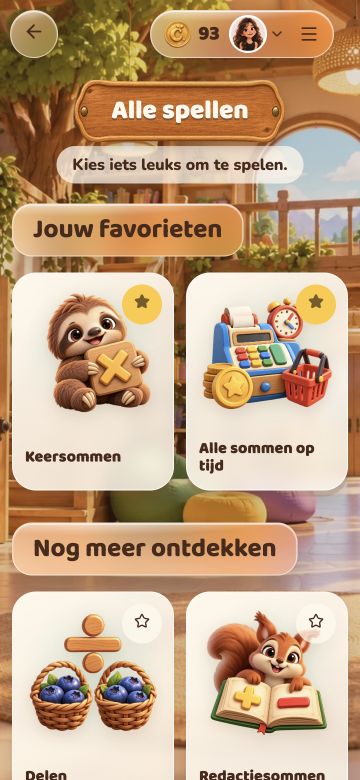 93
Alle spellen
Kies iets leuks om te spelen.
Jouw favorieten
Keersommen
Alle sommen op
tijd
Nog meer ontdekken
Delen
Redactiesommen